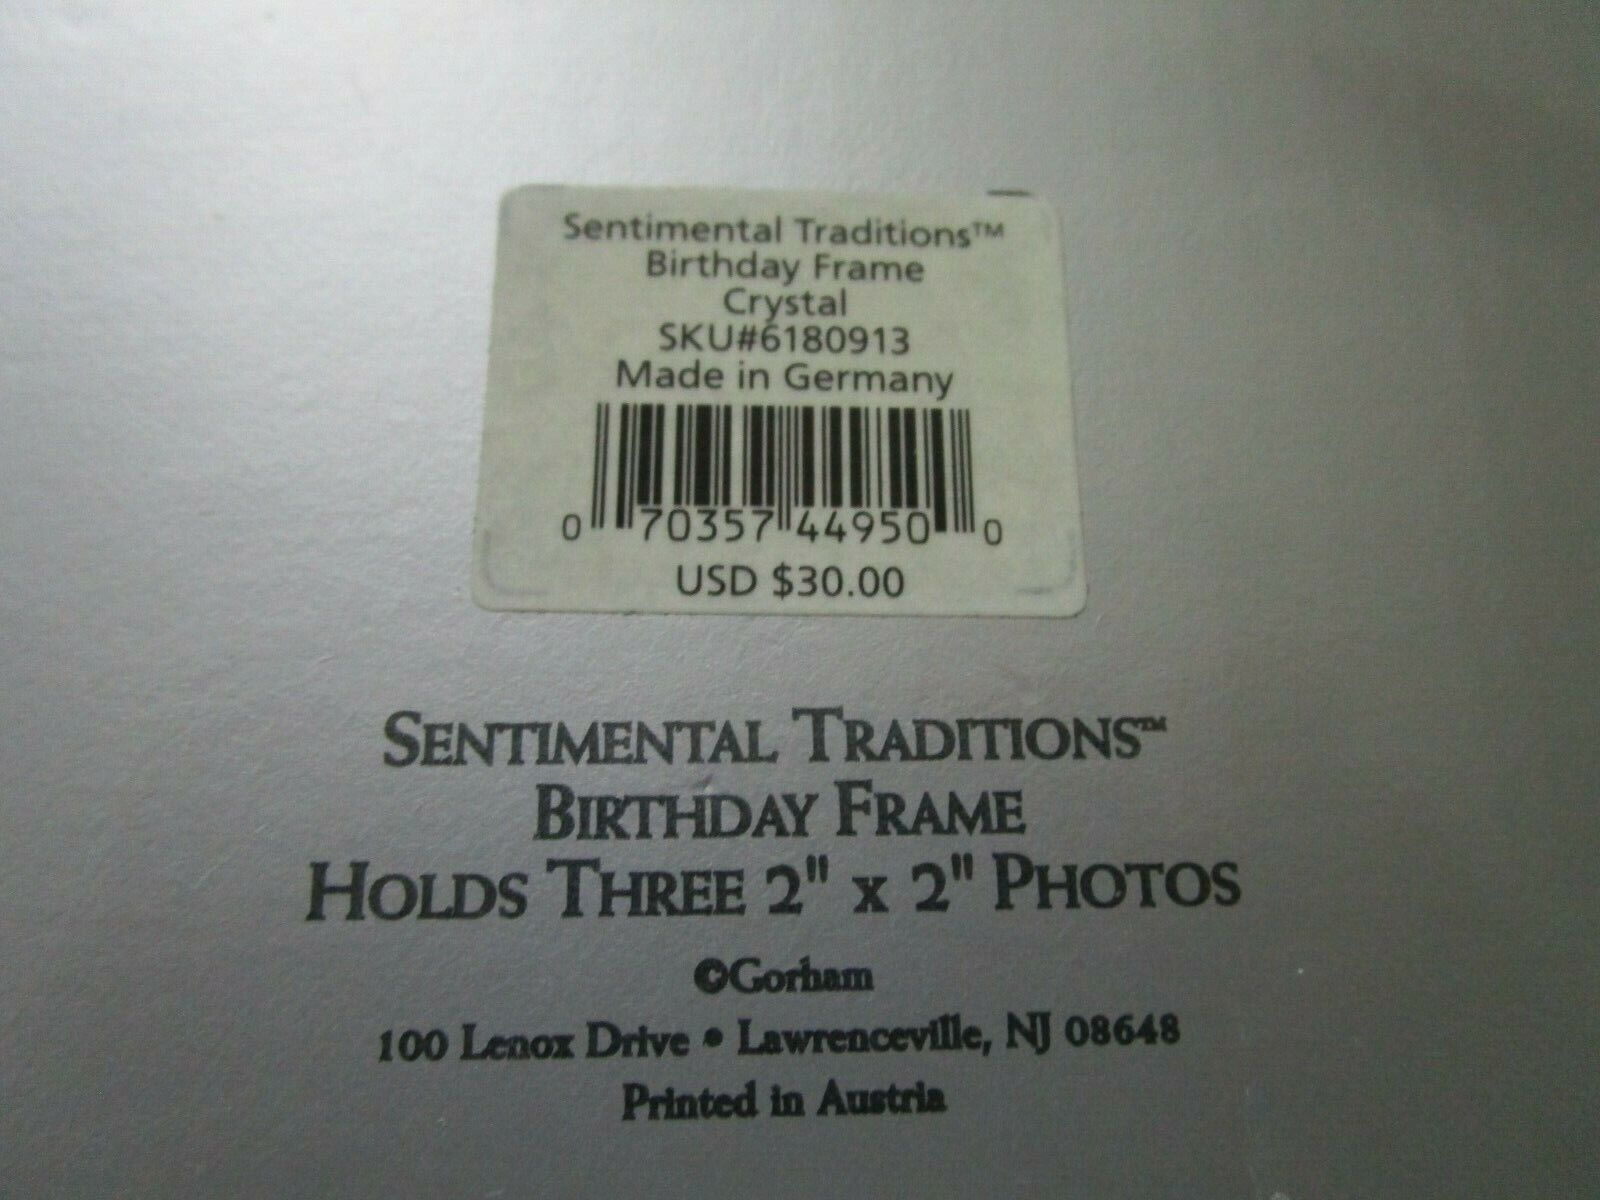 Sentimental Traditions™
Birthday Frame
Crystal
SKU#6180913
Made in Germany
0 70357 44950 0
USD $30.00
SENTIMENTAL TRADITIONS™
BIRTHDAY FRAME
HOLDS THREE 2" X 2" PHOTOS
©Gorham
100 Lenox Drive • Lawrenceville, NJ 08648
Printed in Austria